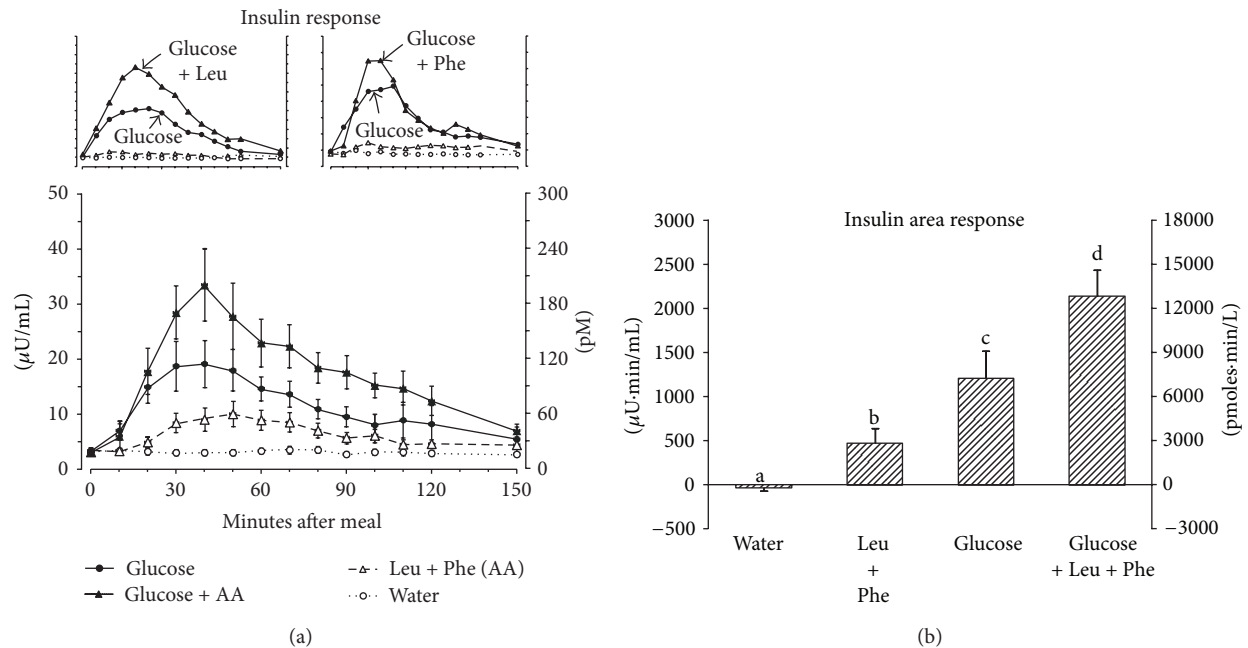 Insulin response
Glucose
+ Leu
Glucose
Glucose
+ Phe
Glucose
50
40
30
20
10
0
(μU/mL)
300
240
180
120
60
0
(pM)
0 30 60 90 120 150
Minutes after meal
Glucose
Glucose + AA
Leu + Phe (AA)
Water
(a)
Insulin area response
3000
2500
2000
1500
1000
500
0
−500
(μU·min/mL)
18000
15000
12000
9000
6000
3000
0
−3000
(pmoles·min/L)
a
b
c
d
Water
Leu
+
Phe
Glucose
Glucose
+ Leu + Phe
(b)